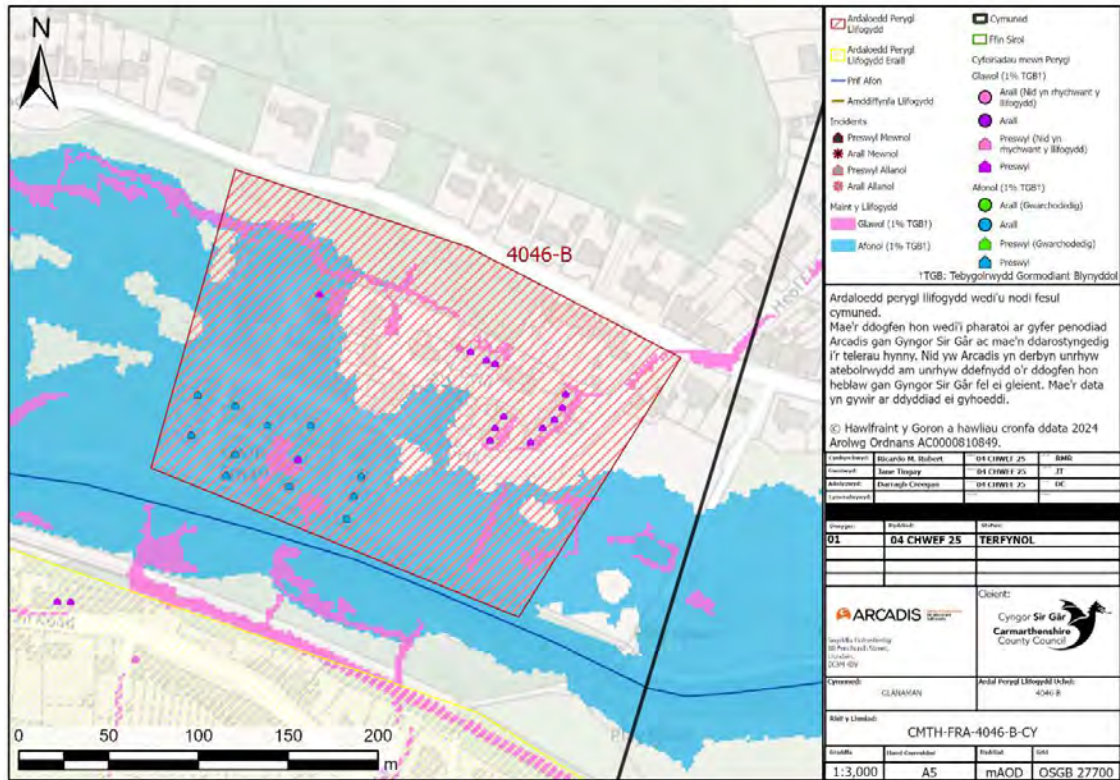 N
4046-B
0 50 100 150 200
m
Ardaloedd Perygl
Llifogydd
Ardaloedd Perygl
Llifogydd Eraill
Prif Afon
Amddiffynfa Llifogydd
Incidents
Preswyl Mewnol
Arall Mewnol
Preswyl Allanol
Arall Allanol
Maint y Llifogydd
Glawol (1% TGB†)
Afonol (1% TGB†)
Cymuned
Ffin Sirol
Cyfeiriadau mewn Perygl
Glawol (1% TGB†)
Arall (Nid yn rhychwant y
llifogydd)
Arall
Preswyl (Nid yn
rhychwant y llifogydd)
Preswyl
Afonol (1% TGB†)
Arall (Gwarchodedig)
Arall
Preswyl (Gwarchodedig)
Preswyl
†TGB: Tebygolrwydd Gormodiant Blynyddol
Ardaloedd perygl llifogydd wedi'u nodi fesul
cymuned.
Mae'r ddogfen hon wedi'i pharatoi ar gyfer penodiad
Arcadis gan Gyngor Sir Gâr ac mae'n ddarostyngedig
i'r telerau hynny. Nid yw Arcadis yn derbyn unrhyw
atebolrwydd am unrhyw ddefnydd o'r ddogfen hon
heblaw gan Gyngor Sir Gâr fel ei gleient. Mae'r data
yn gywir ar ddyddiad ei gyhoeddi.
© Hawlfraint y Goron a hawliau cronfa ddata 2024
Arolwg Ordnans AC0000810849.
Ricardo M. Rubert 04 CHWEF 25 RMR
Jane Tingay 04 CHWEF 25 JT
Darragh Creegan 04 CHWEF 25 DC
01 04 CHWEF 25 TERFYNOL
ARCADIS
Cleient:
Cyngor Sir Gâr
Carmarthenshire
County Council
Cymuned:
GLANAMAN
Ardal Perygl Llifogydd Uchel:
4046-B
CMTH-FRA-4046-B-CY
1:3,000 A5 mAOD OSGB 27700